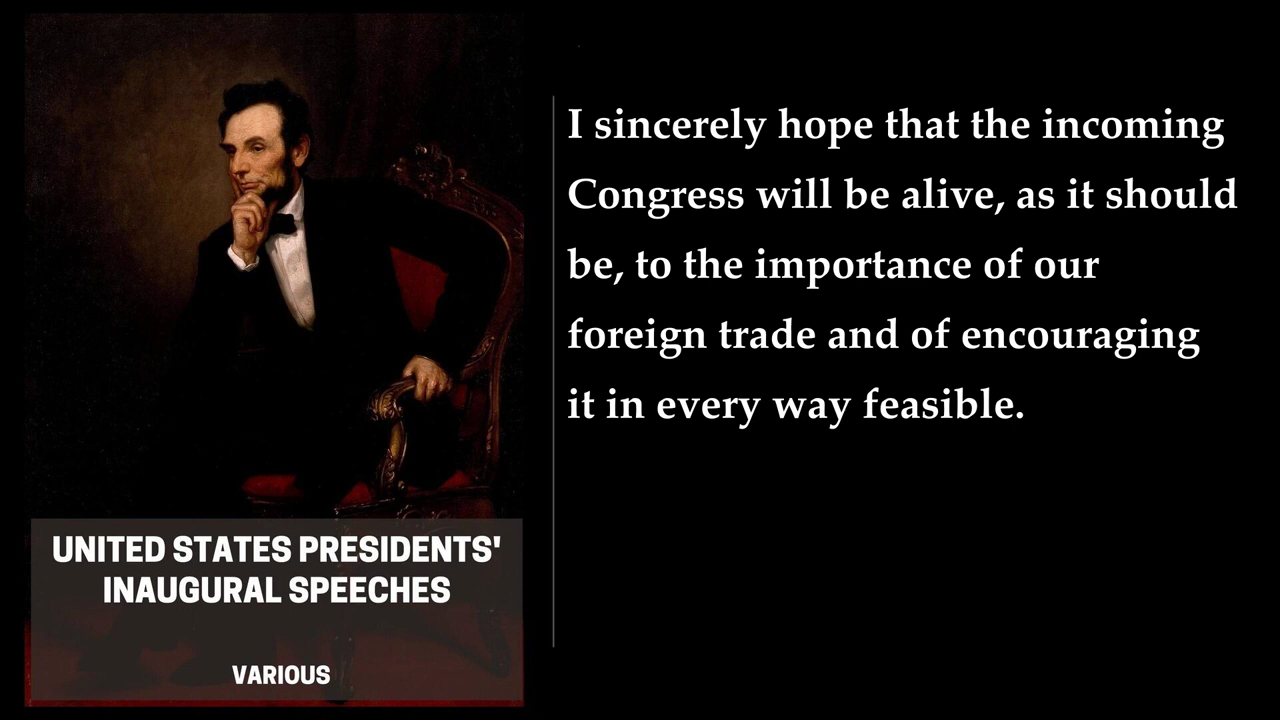 I sincerely hope that the incoming
Congress will be alive, as it should
be, to the importance of our
foreign trade and of encouraging
it in every way feasible.
UNITED STATES PRESIDENTS'
INAUGURAL SPEECHES
VARIOUS